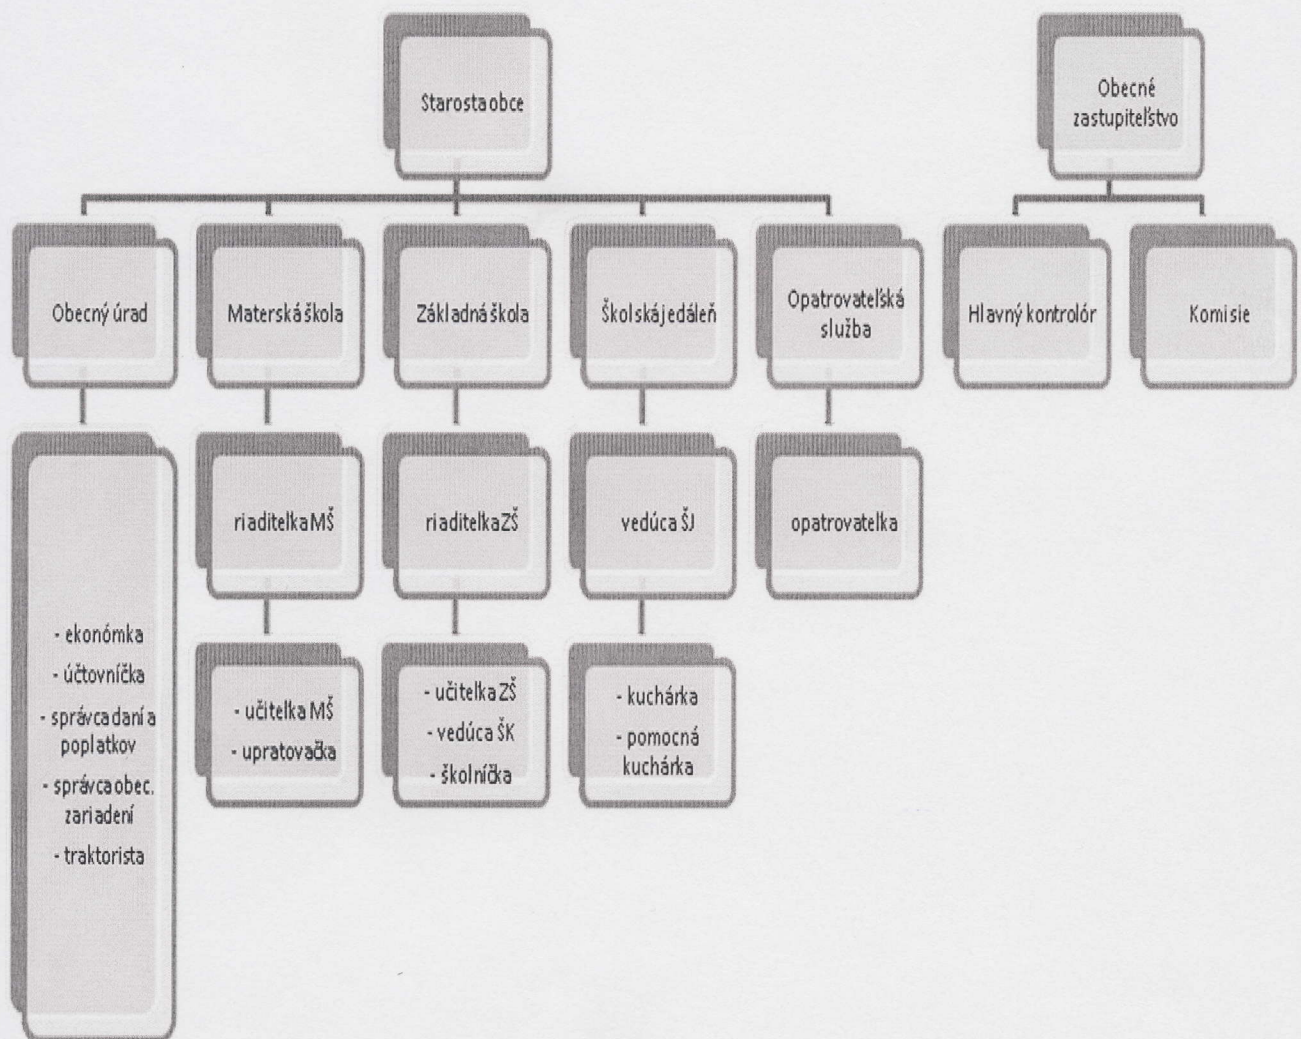 Starosta obce
Obecné
zastupiteľstvo
Obecný úrad
Materská škola
Základná škola
Školská jedáleň
Opatrovateľská
služba
Hlavný kontrolór
Komisie
riaditeľka MŠ
riaditeľka ZŠ
vedúca ŠJ
opatrovateľka
- ekonómka
- účtovníčka
- správca daní a
poplatkov
- správca obec.
zariadení
- traktorista
- učiteľka MŠ
- upratovačka
- učiteľka ZŠ
- vedúca ŠK
- školníčka
- kuchárka
- pomocná
kuchárka